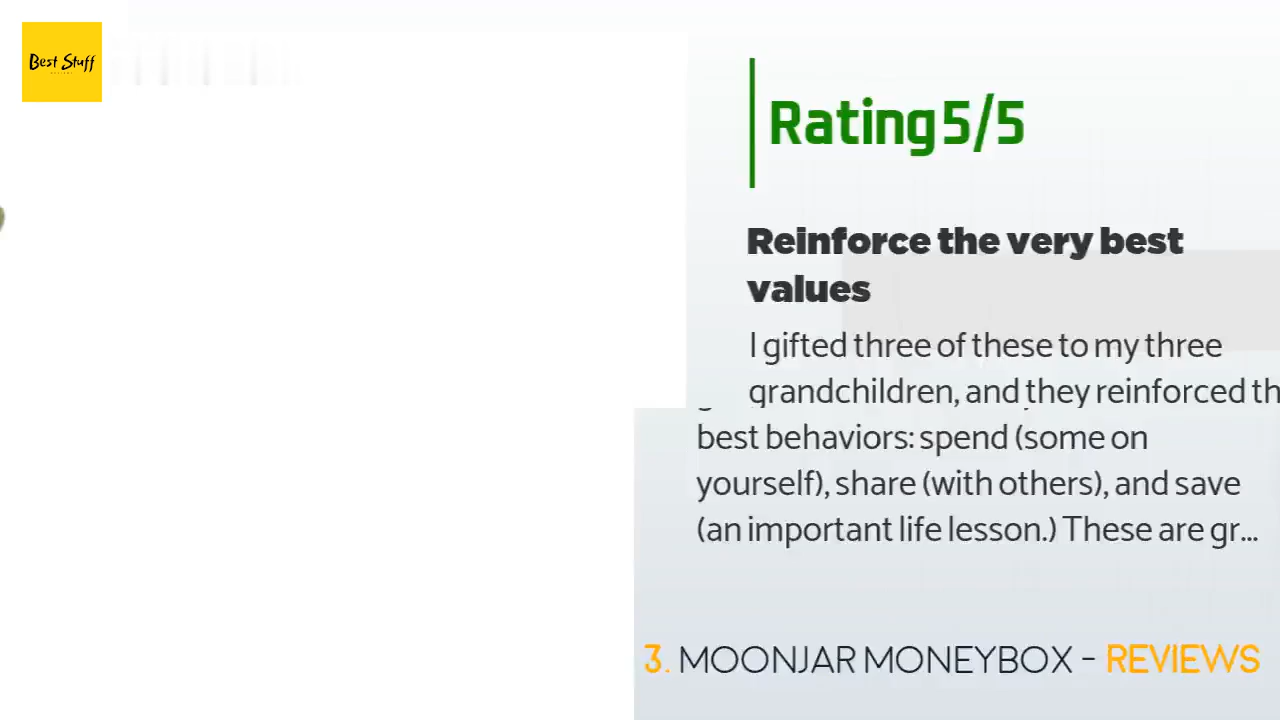 Best Stuff
Rating 5/5
Reinforce the very best
values
I gifted three of these to my three
grandchildren, and they reinforced th
best behaviors: spend (some on
yourself), share (with others), and save
(an important life lesson.) These are gr...
3. MOONJAR MONEYBOX - REVIEWS